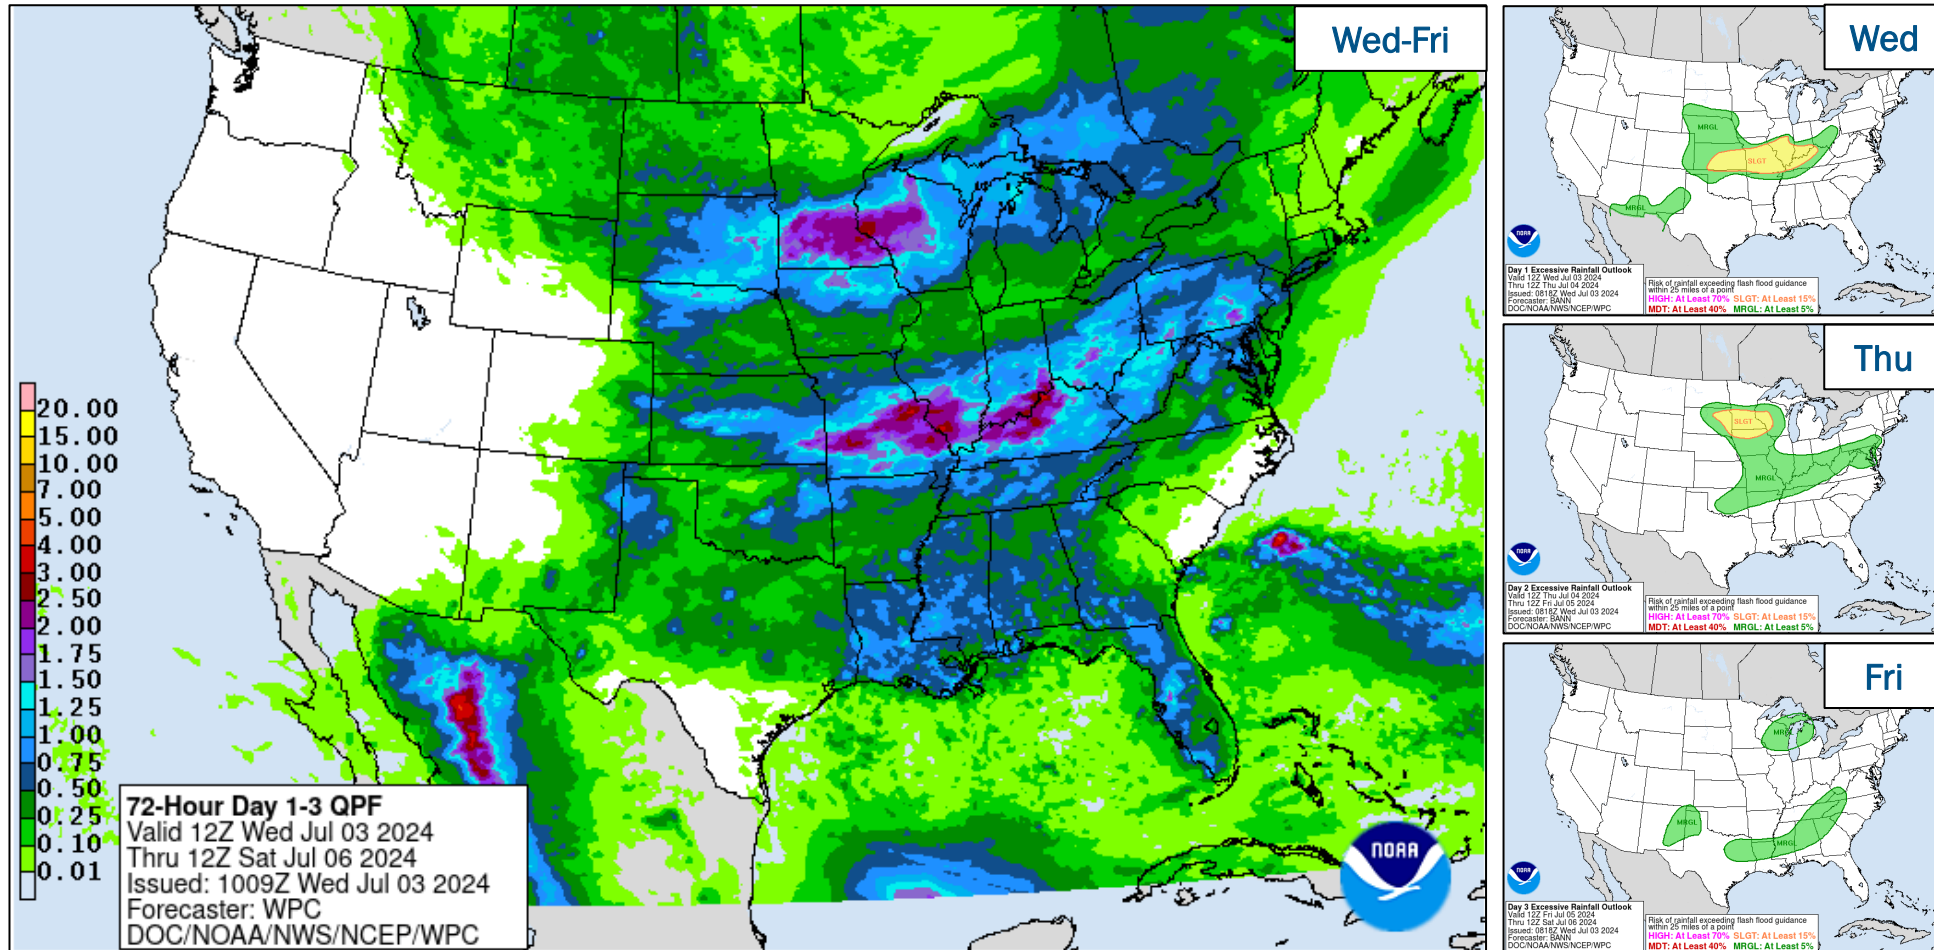 Wed-Fri
20.00
15.00
10.00
7.00
5.00
4.00
3.00
2.50
2.00
1.75
1.50
1.25
1.00
0.75
0.50
0.25
0.10
0.01
72-Hour Day 1-3 QPF
Valid 12Z Wed Jul 03 2024
Thru 12Z Sat Jul 06 2024
Issued: 1009Z Wed Jul 03 2024
Forecaster: WPC
DOC/NOAA/NWS/NCEP/WPC
NOAA
Wed
MRGL
SLGT
MRGL
NOAA
Day 1 Excessive Rainfall Outlook
Valid 12Z Wed Jul 03 2024
Thru 12Z Thu Jul 04 2024
Issued: 0818Z Wed Jul 03 2024
Forecaster: BANN
DOC/NOAA/NWS/NCEP/WPC
Risk of rainfall exceeding flash flood guidance
within 25 miles of a point
HIGH: At Least 70% SLGT: At Least 15%
MDT: At Least 40% MRGL: At Least 5%
Thu
SLGT
MRGL
NOAA
Day 2 Excessive Rainfall Outlook
Valid 12Z Thu Jul 04 2024
Thru 12Z Fri Jul 05 2024
Issued: 0818Z Wed Jul 03 2024
Forecaster: BANN
DOC/NOAA/NWS/NCEP/WPC
Risk of rainfall exceeding flash flood guidance
within 25 miles of a point
HIGH: At Least 70% SLGT: At Least 15%
MDT: At Least 40% MRGL: At Least 5%
Fri
MRGL
MRGL
MRGL
NOAA
Day 3 Excessive Rainfall Outlook
Valid 12Z Fri Jul 05 2024
Thru 12Z Sat Jul 06 2024
Issued: 0818Z Wed Jul 03 2024
Forecaster: BANN
DOC/NOAA/NWS/NCEP/WPC
Risk of rainfall exceeding flash flood guidance
within 25 miles of a point
HIGH: At Least 70% SLGT: At Least 15%
MDT: At Least 40% MRGL: At Least 5%